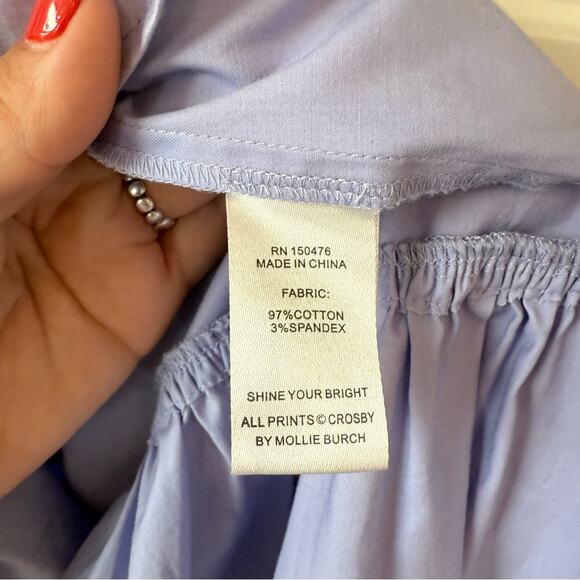 RN 150476
MADE IN CHINA
FABRIC:
97%COTTON
3%SPANDEX
SHINE YOUR BRIGHT
ALL PRINTS © CROSBY
BY MOLLIE BURCH